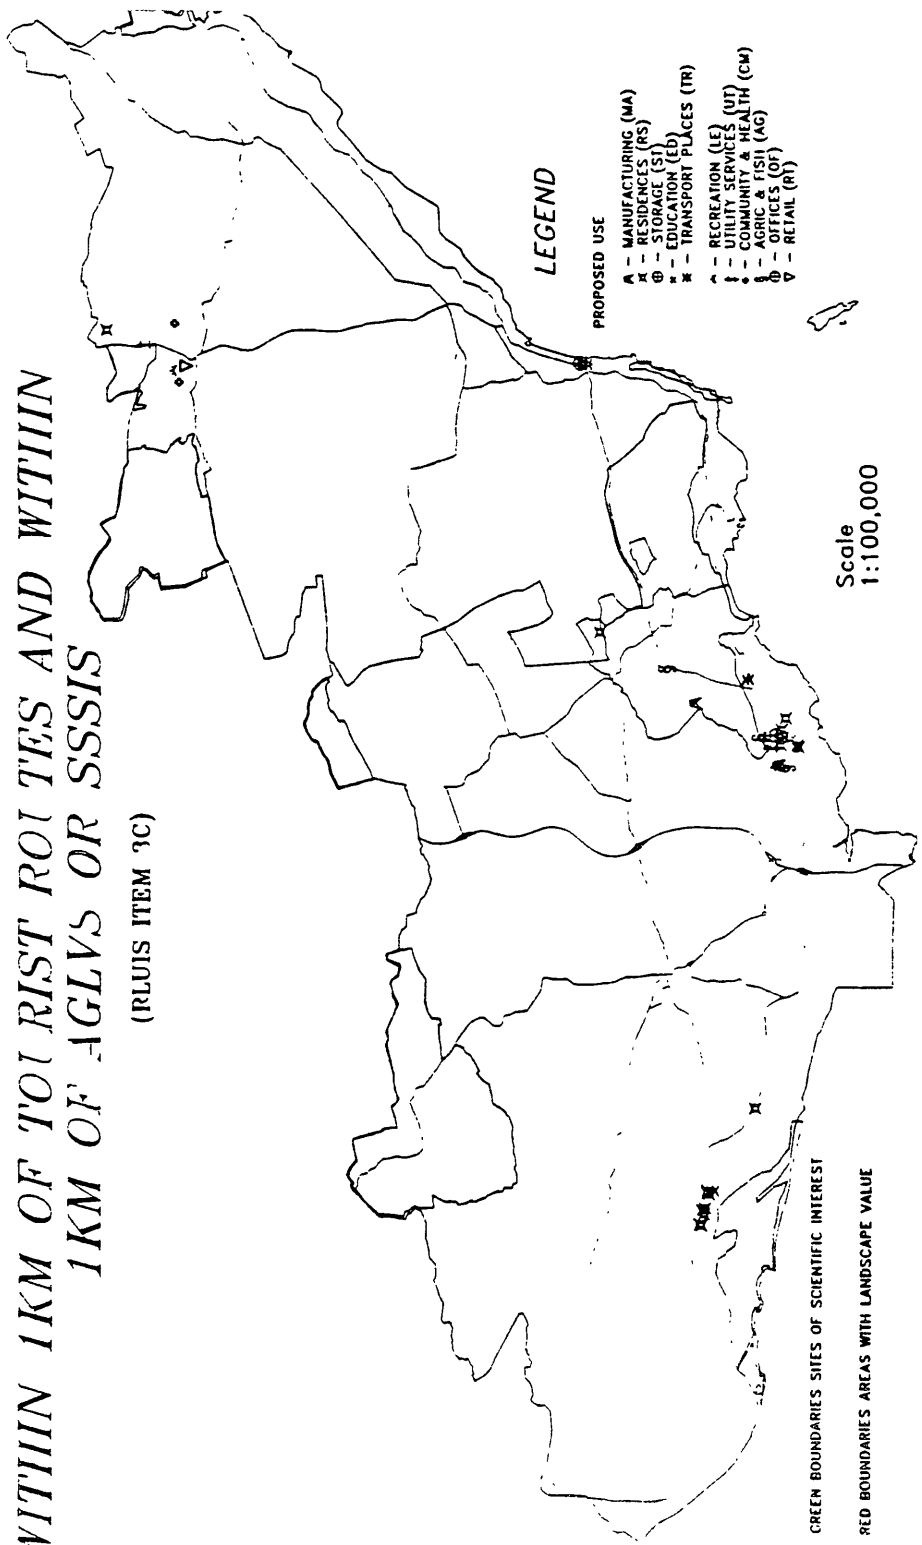 WITHIN 1KM OF TOURIST ROUTES AND WITHIN
1KM OF AGLVS OR SSSIS
(RLUIS ITEM 3C)
LEGEND
PROPOSED USE
– MANUFACTURING (MA)
– RESIDENCES (RS)
– STORAGE (ST)
– EDUCATION (ED)
– TRANSPORT PLACES (TR)
– RECREATION (LE)
– UTILITY SERVICES (UT)
– COMMUNITY & HEALTH (CM)
– AGRIC & FISH (AG)
– OFFICES (OF)
– RETAIL (RT)
Scale
1:100,000
GREEN BOUNDARIES SITES OF SCIENTIFIC INTEREST
RED BOUNDARIES AREAS WITH LANDSCAPE VALUE